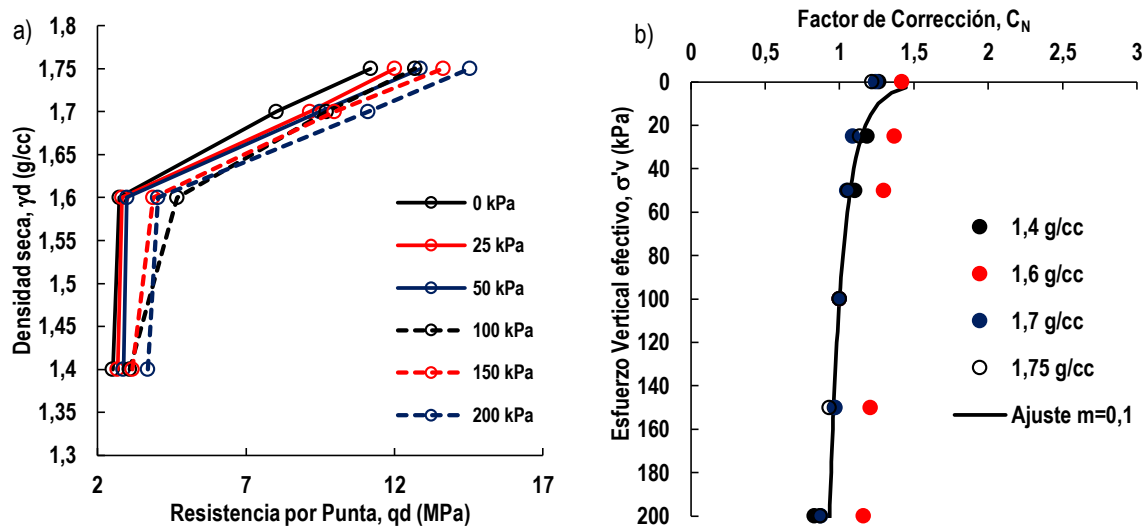 a)
Densidad seca, γd (g/cc)
1,8
1,75
1,7
1,65
1,6
1,55
1,5
1,45
1,4
1,35
1,3
2
7
12
17
Resistencia por Punta, qd (MPa)
0 kPa
25 kPa
50 kPa
100 kPa
150 kPa
200 kPa
b)
Factor de Corrección, CN
0
0,5
1
1,5
2
2,5
3
Esfuerzo Vertical efectivo, σ'v (kPa)
0
20
40
60
80
100
120
140
160
180
200
1,4 g/cc
1,6 g/cc
1,7 g/cc
1,75 g/cc
Ajuste m=0,1